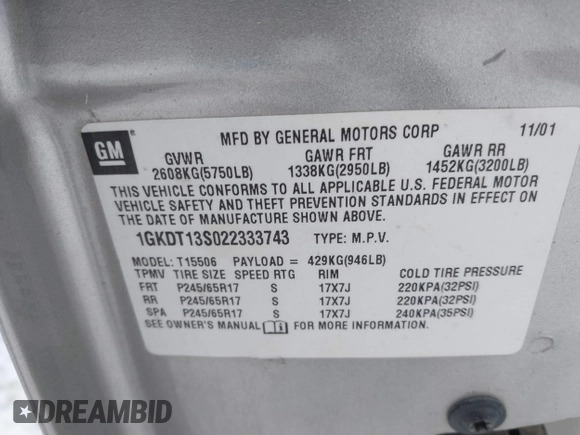 GM
MFD BY GENERAL MOTORS CORP 11/01
GVWR GAWR FRT GAWR RR
2608KG(5750LB) 1338KG(2950LB) 1452KG(3200LB)
THIS VEHICLE CONFORMS TO ALL APPLICABLE U.S. FEDERAL MOTOR
VEHICLE SAFETY AND THEFT PREVENTION STANDARDS IN EFFECT ON
THE DATE OF MANUFACTURE SHOWN ABOVE.
1GKDT13S022333743 TYPE: M.P.V.
MODEL: T15506 PAYLOAD = 429KG(946LB)
TPMV TIRE SIZE SPEED RTG RIM COLD TIRE PRESSURE
FRT P245/65R17 S 17X7J 220KPA(32PSI)
RR P245/65R17 S 17X7J 220KPA(32PSI)
SPA P245/65R17 S 17X7J 240KPA(35PSI)
SEE OWNER'S MANUAL FOR MORE INFORMATION.
DREAMBID